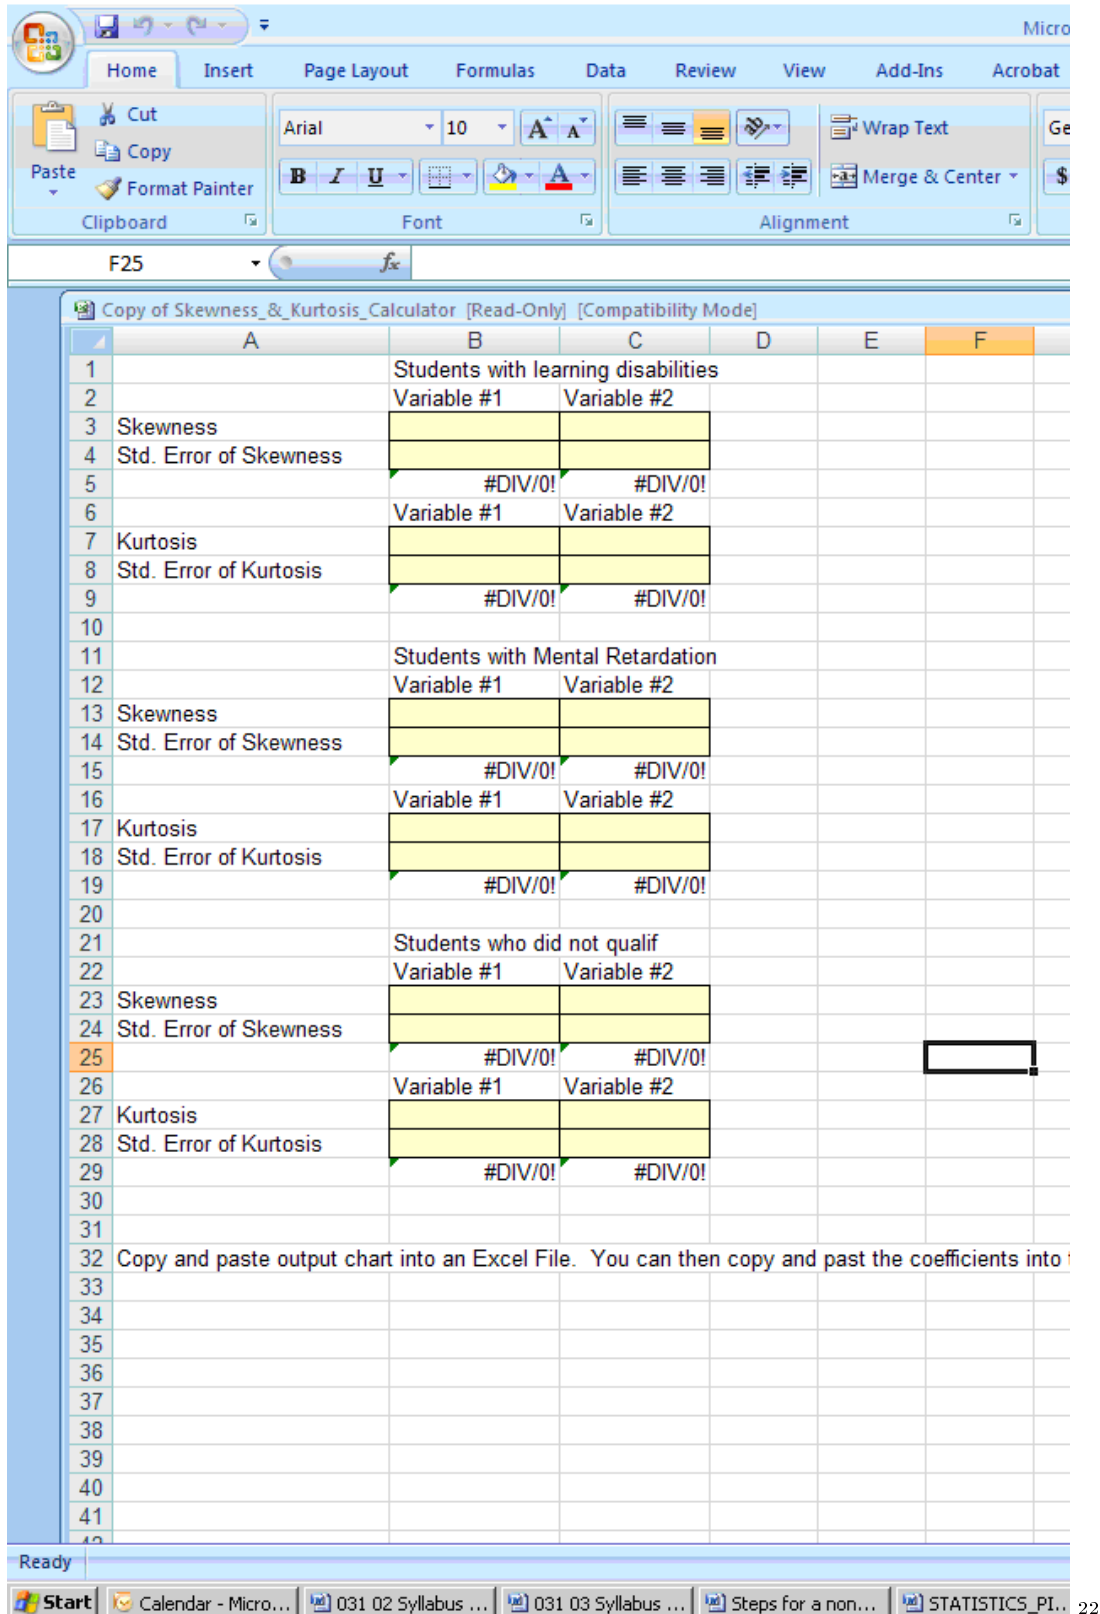 Micro
Home Insert Page Layout Formulas Data Review View Add-Ins Acrobat
Cut
Copy
Format Painter
Paste
Clipboard
Arial 10 A A
B I U A
Font
Wrap Text
Merge & Center
Alignment
Ge
$
F25 fx
Copy of Skewness_&_Kurtosis_Calculator [Read-Only] [Compatibility Mode]
A B C D E F
1 Students with learning disabilities
2 Variable #1 Variable #2
3 Skewness
4 Std. Error of Skewness
5 #DIV/0! #DIV/0!
6 Variable #1 Variable #2
7 Kurtosis
8 Std. Error of Kurtosis
9 #DIV/0! #DIV/0!
10
11 Students with Mental Retardation
12 Variable #1 Variable #2
13 Skewness
14 Std. Error of Skewness
15 #DIV/0! #DIV/0!
16 Variable #1 Variable #2
17 Kurtosis
18 Std. Error of Kurtosis
19 #DIV/0! #DIV/0!
20
21 Students who did not qualif
22 Variable #1 Variable #2
23 Skewness
24 Std. Error of Skewness
25 #DIV/0! #DIV/0!
26 Variable #1 Variable #2
27 Kurtosis
28 Std. Error of Kurtosis
29 #DIV/0! #DIV/0!
30
31
32 Copy and paste output chart into an Excel File. You can then copy and past the coefficients into
33
34
35
36
37
38
39
40
41
Ready
Start Calendar - Micro... 031 02 Syllabus ... 031 03 Syllabus ... Steps for a non... STATISTICS_PI...
22